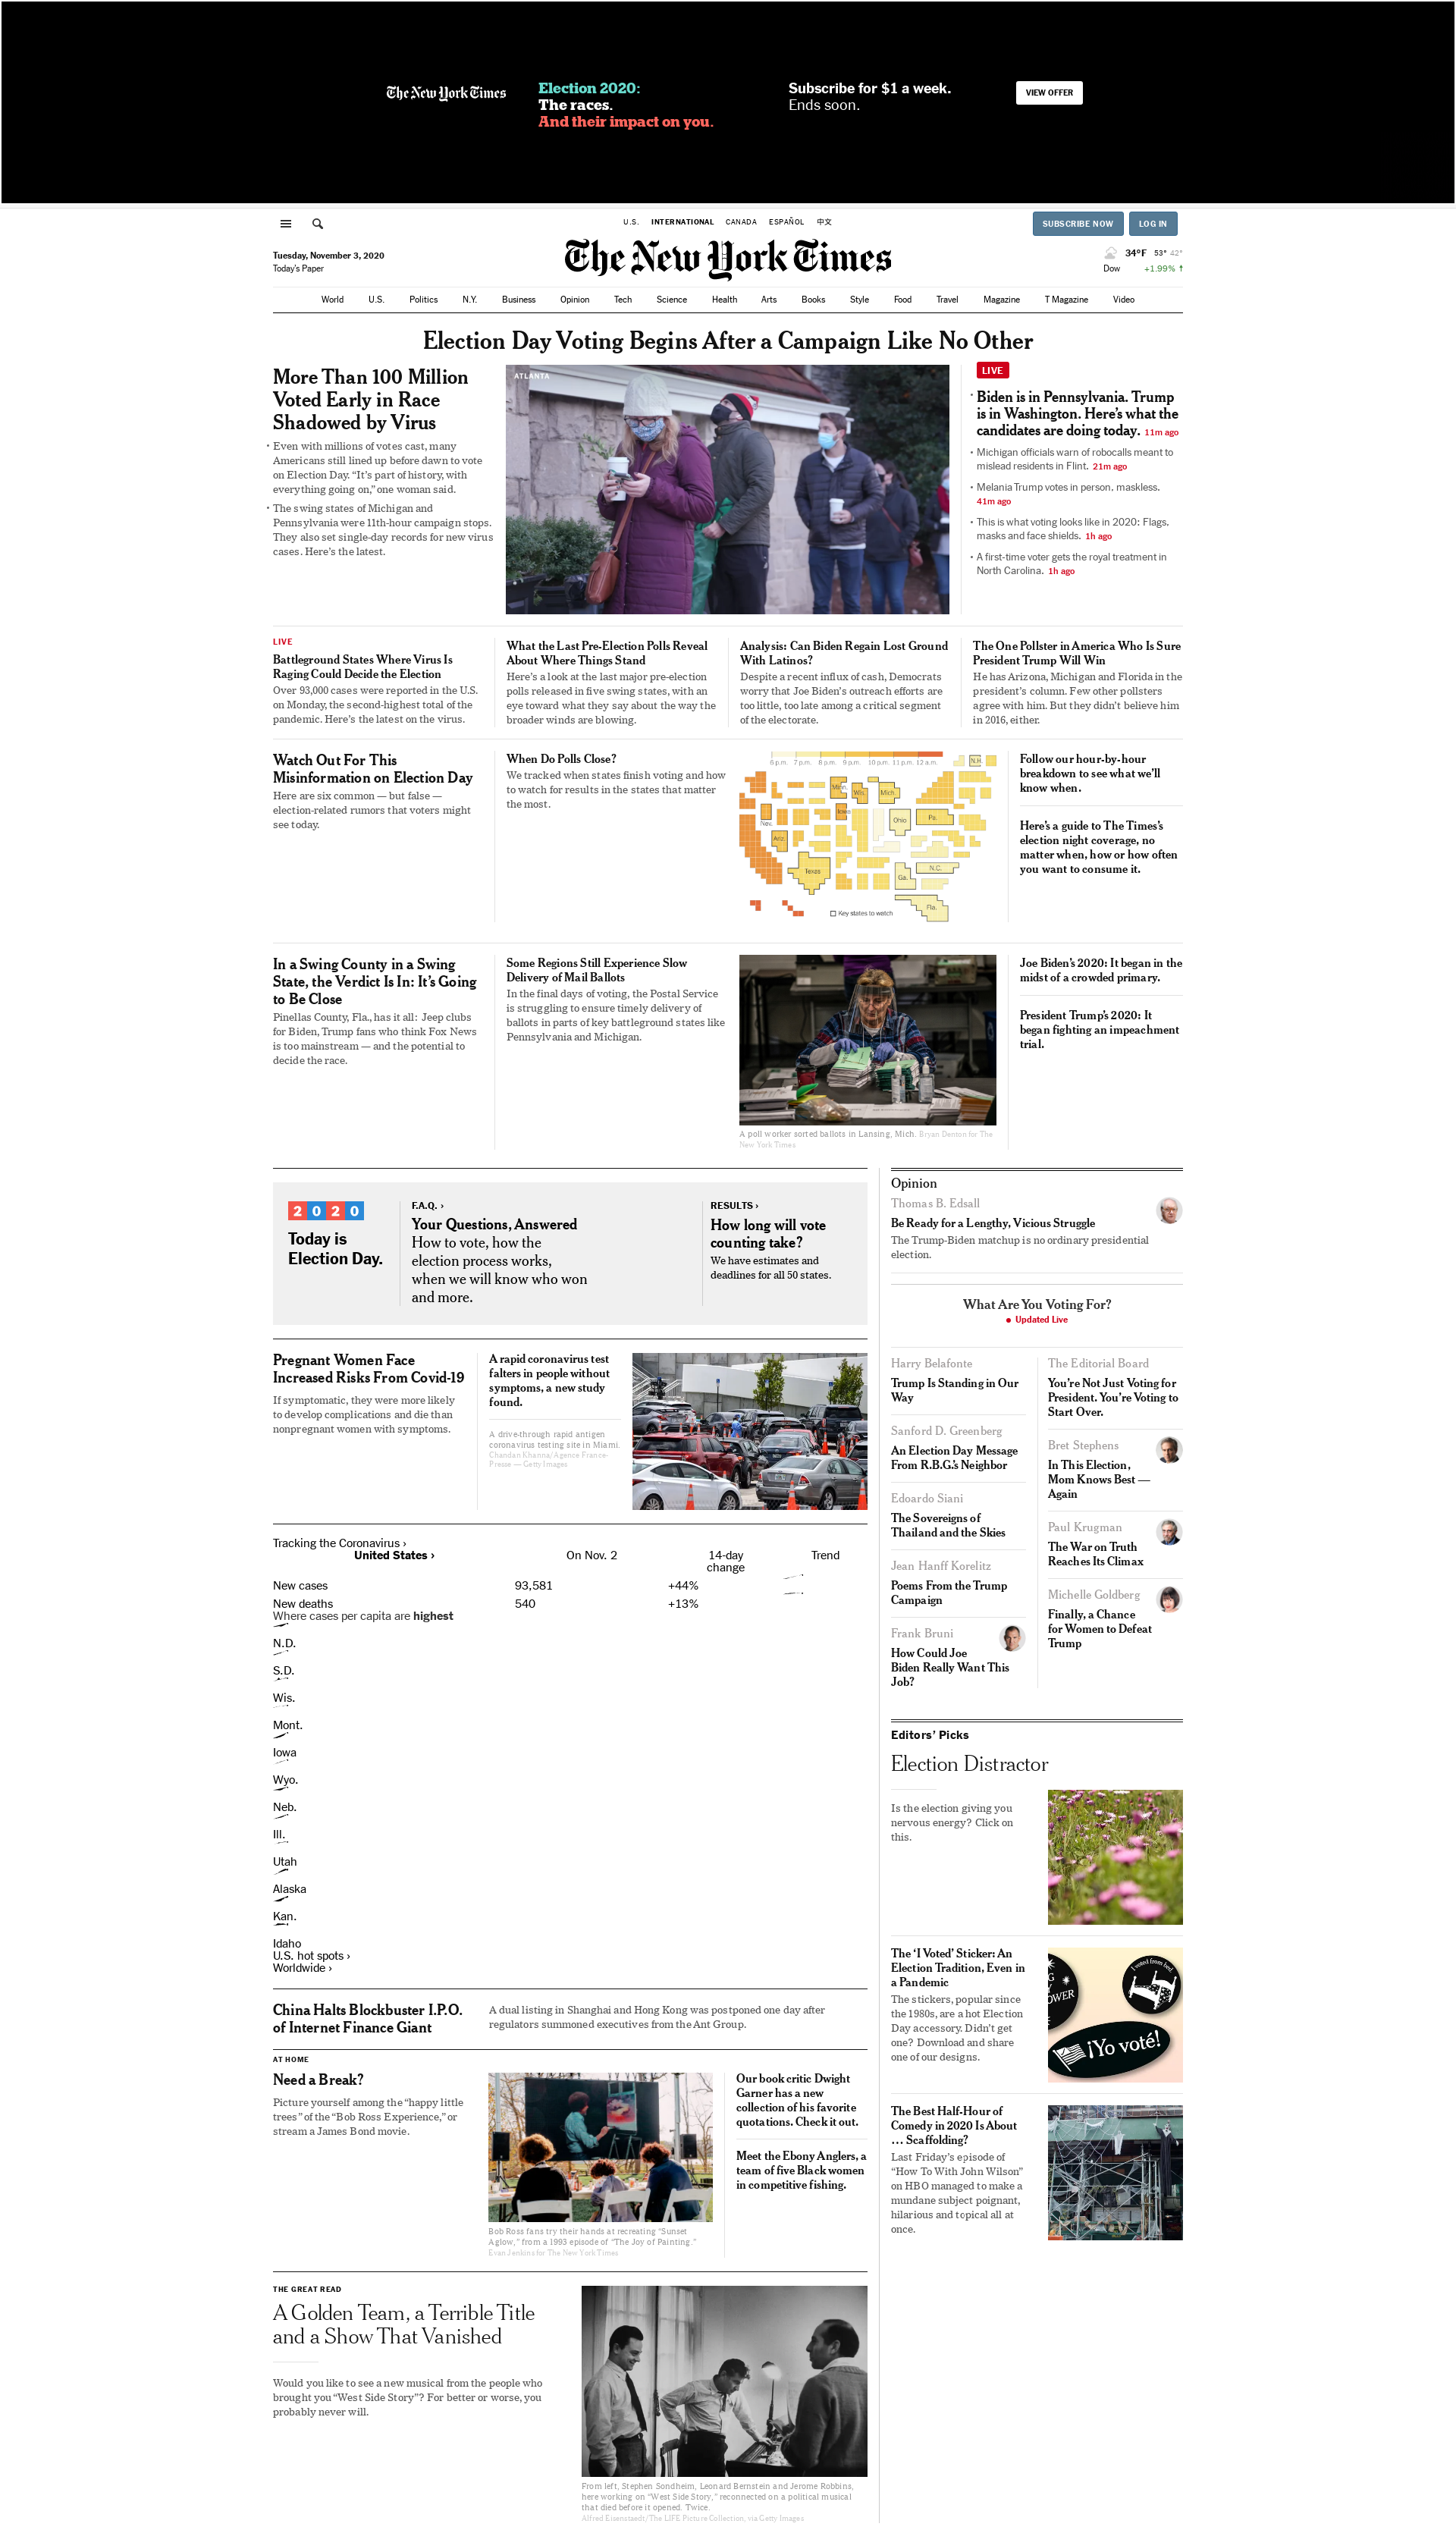 The New York Times
Election 2020:
The races.
And their impact on you.
Subscribe for $1 a week.
Ends soon.
VIEW OFFER
U.S.
INTERNATIONAL
CANADA
ESPAÑOL
中文
SUBSCRIBE NOW
LOG IN
Tuesday, November 3, 2020
Today's Paper
The New York Times
34°F 53° 42°
Dow +1.99%
World
U.S.
Politics
N.Y.
Business
Opinion
Tech
Science
Health
Arts
Books
Style
Food
Travel
Magazine
T Magazine
Video
Election Day Voting Begins After a Campaign Like No Other
More Than 100 Million
Voted Early in Race
Shadowed by Virus
Even with millions of votes cast, many
Americans still lined up before dawn to vote
on Election Day. “It’s part of history, with
everything going on,” one woman said.
The swing states of Michigan and
Pennsylvania were 11th-hour campaign stops.
They also set single-day records for new virus
cases. Here’s the latest.
ATLANTA
LIVE
Biden is in Pennsylvania. Trump
is in Washington. Here’s what the
candidates are doing today. 11m ago
Michigan officials warn of robocalls meant to
mislead residents in Flint. 21m ago
Melania Trump votes in person, maskless.
41m ago
This is what voting looks like in 2020: Flags,
masks and face shields. 1h ago
A first-time voter gets the royal treatment in
North Carolina. 1h ago
LIVE
Battleground States Where Virus Is
Raging Could Decide the Election
Over 93,000 cases were reported in the U.S.
on Monday, the second-highest total of the
pandemic. Here’s the latest on the virus.
What the Last Pre-Election Polls Reveal
About Where Things Stand
Here’s a look at the last major pre-election
polls released in five swing states, with an
eye toward what they say about the way the
broader winds are blowing.
Analysis: Can Biden Regain Lost Ground
With Latinos?
Despite a recent influx of cash, Democrats
worry that Joe Biden’s outreach efforts are
too little, too late among a critical segment
of the electorate.
The One Pollster in America Who Is Sure
President Trump Will Win
He has Arizona, Michigan and Florida in the
president’s column. Few other pollsters
agree with him. But they didn’t believe him
in 2016, either.
Watch Out For This
Misinformation on Election Day
Here are six common — but false —
election-related rumors that voters might
see today.
When Do Polls Close?
We tracked when states finish voting and how
to watch for results in the states that matter
the most.
6 p.m. 7 p.m. 8 p.m. 9 p.m. 10 p.m. 11 p.m. 12 a.m.
N.H.
Minn.
Wis.
Mich.
Iowa
Nev.
Ohio
Pa.
Ariz.
N.C.
Texas
Ga.
Fla.
Key states to watch
Follow our hour-by-hour
breakdown to see what we’ll
know when.
Here’s a guide to The Times’s
election night coverage, no
matter when, how or how often
you want to consume it.
In a Swing County in a Swing
State, the Verdict Is In: It’s Going
to Be Close
Pinellas County, Fla., has it all: Jeep clubs
for Biden, Trump fans who think Fox News
is too mainstream — and the potential to
decide the race.
Some Regions Still Experience Slow
Delivery of Mail Ballots
In the final days of voting, the Postal Service
is struggling to ensure timely delivery of
ballots in parts of key battleground states like
Pennsylvania and Michigan.
A poll worker sorted ballots in Lansing, Mich. Bryan Denton for The
New York Times
Joe Biden’s 2020: It began in the
midst of a crowded primary.
President Trump’s 2020: It
began fighting an impeachment
trial.
2020
Today is
Election Day.
F.A.Q. ›
Your Questions, Answered
How to vote, how the
election process works,
when we will know who won
and more.
RESULTS ›
How long will vote
counting take?
We have estimates and
deadlines for all 50 states.
Pregnant Women Face
Increased Risks From Covid-19
If symptomatic, they were more likely
to develop complications and die than
nonpregnant women with symptoms.
A rapid coronavirus test
falters in people without
symptoms, a new study
found.
A drive-through rapid antigen
coronavirus testing site in Miami.
Chandan Khanna/Agence France-
Presse — Getty Images
Tracking the Coronavirus ›
United States › On Nov. 2 14-day
change Trend
New cases 93,581 +44%
New deaths 540 +13%
Where cases per capita are highest
N.D.
S.D.
Wis.
Mont.
Iowa
Wyo.
Neb.
Ill.
Utah
Alaska
Kan.
Idaho
U.S. hot spots ›
Worldwide ›
China Halts Blockbuster I.P.O.
of Internet Finance Giant
A dual listing in Shanghai and Hong Kong was postponed one day after
regulators summoned executives from the Ant Group.
AT HOME
Need a Break?
Picture yourself among the “happy little
trees” of the “Bob Ross Experience,” or
stream a James Bond movie.
Bob Ross fans try their hands at recreating “Sunset
Aglow,” from a 1993 episode of “The Joy of Painting.”
Evan Jenkins for The New York Times
Our book critic Dwight
Garner has a new
collection of his favorite
quotations. Check it out.
Meet the Ebony Anglers, a
team of five Black women
in competitive fishing.
THE GREAT READ
A Golden Team, a Terrible Title
and a Show That Vanished
Would you like to see a new musical from the people who
brought you “West Side Story”? For better or worse, you
probably never will.
From left, Stephen Sondheim, Leonard Bernstein and Jerome Robbins,
here working on “West Side Story,” reconnected on a political musical
that died before it opened. Twice.
Alfred Eisenstaedt/The LIFE Picture Collection, via Getty Images
Opinion
Thomas B. Edsall
Be Ready for a Lengthy, Vicious Struggle
The Trump-Biden matchup is no ordinary presidential
election.
What Are You Voting For?
Updated Live
Harry Belafonte
Trump Is Standing in Our
Way
Sanford D. Greenberg
An Election Day Message
From R.B.G.’s Neighbor
Edoardo Siani
The Sovereigns of
Thailand and the Skies
Jean Hanff Korelitz
Poems From the Trump
Campaign
Frank Bruni
How Could Joe
Biden Really Want This
Job?
The Editorial Board
You’re Not Just Voting for
President. You’re Voting to
Start Over.
Bret Stephens
In This Election,
Mom Knows Best —
Again
Paul Krugman
The War on Truth
Reaches Its Climax
Michelle Goldberg
Finally, a Chance
for Women to Defeat
Trump
Editors’ Picks
Election Distractor
Is the election giving you
nervous energy? Click on
this.
The ‘I Voted’ Sticker: An
Election Tradition, Even in
a Pandemic
The stickers, popular since
the 1980s, are a hot Election
Day accessory. Didn’t get
one? Download and share
one of our designs.
I voted from bed.
OWER
¡Yo voté!
The Best Half-Hour of
Comedy in 2020 Is About
… Scaffolding?
Last Friday’s episode of
“How To With John Wilson”
on HBO managed to make a
mundane subject poignant,
hilarious and topical all at
once.